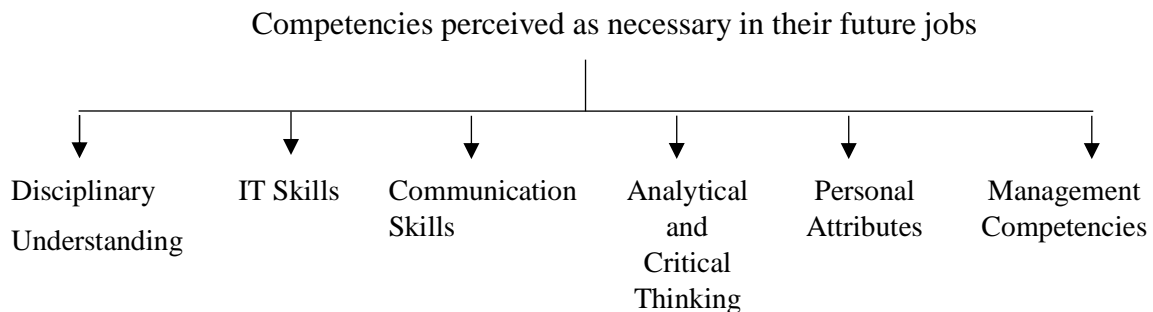 Competencies perceived as necessary in their future jobs
Disciplinary
Understanding
IT Skills
Communication
Skills
Analytical
and
Critical
Thinking
Personal
Attributes
Management
Competencies